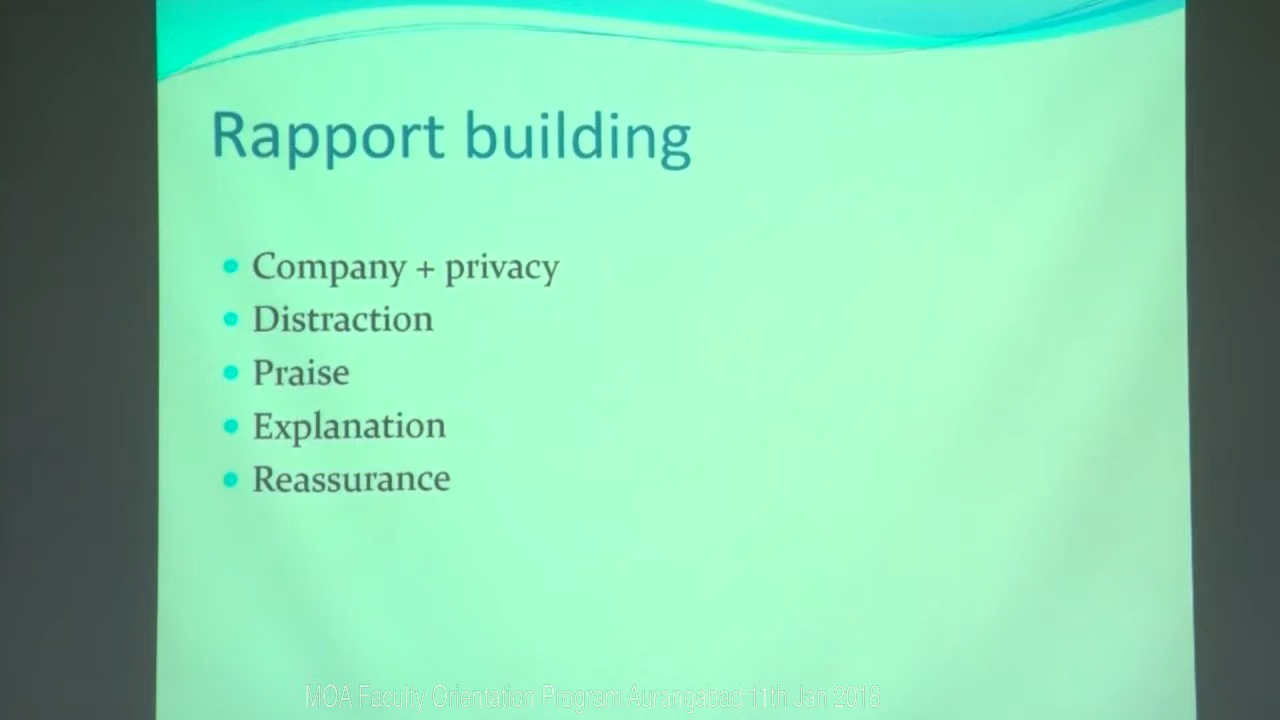 Rapport building
Company + privacy
Distraction
Praise
Explanation
Reassurance
MOA Faculty Orientation Program Aurangabad 11th Jan 2018